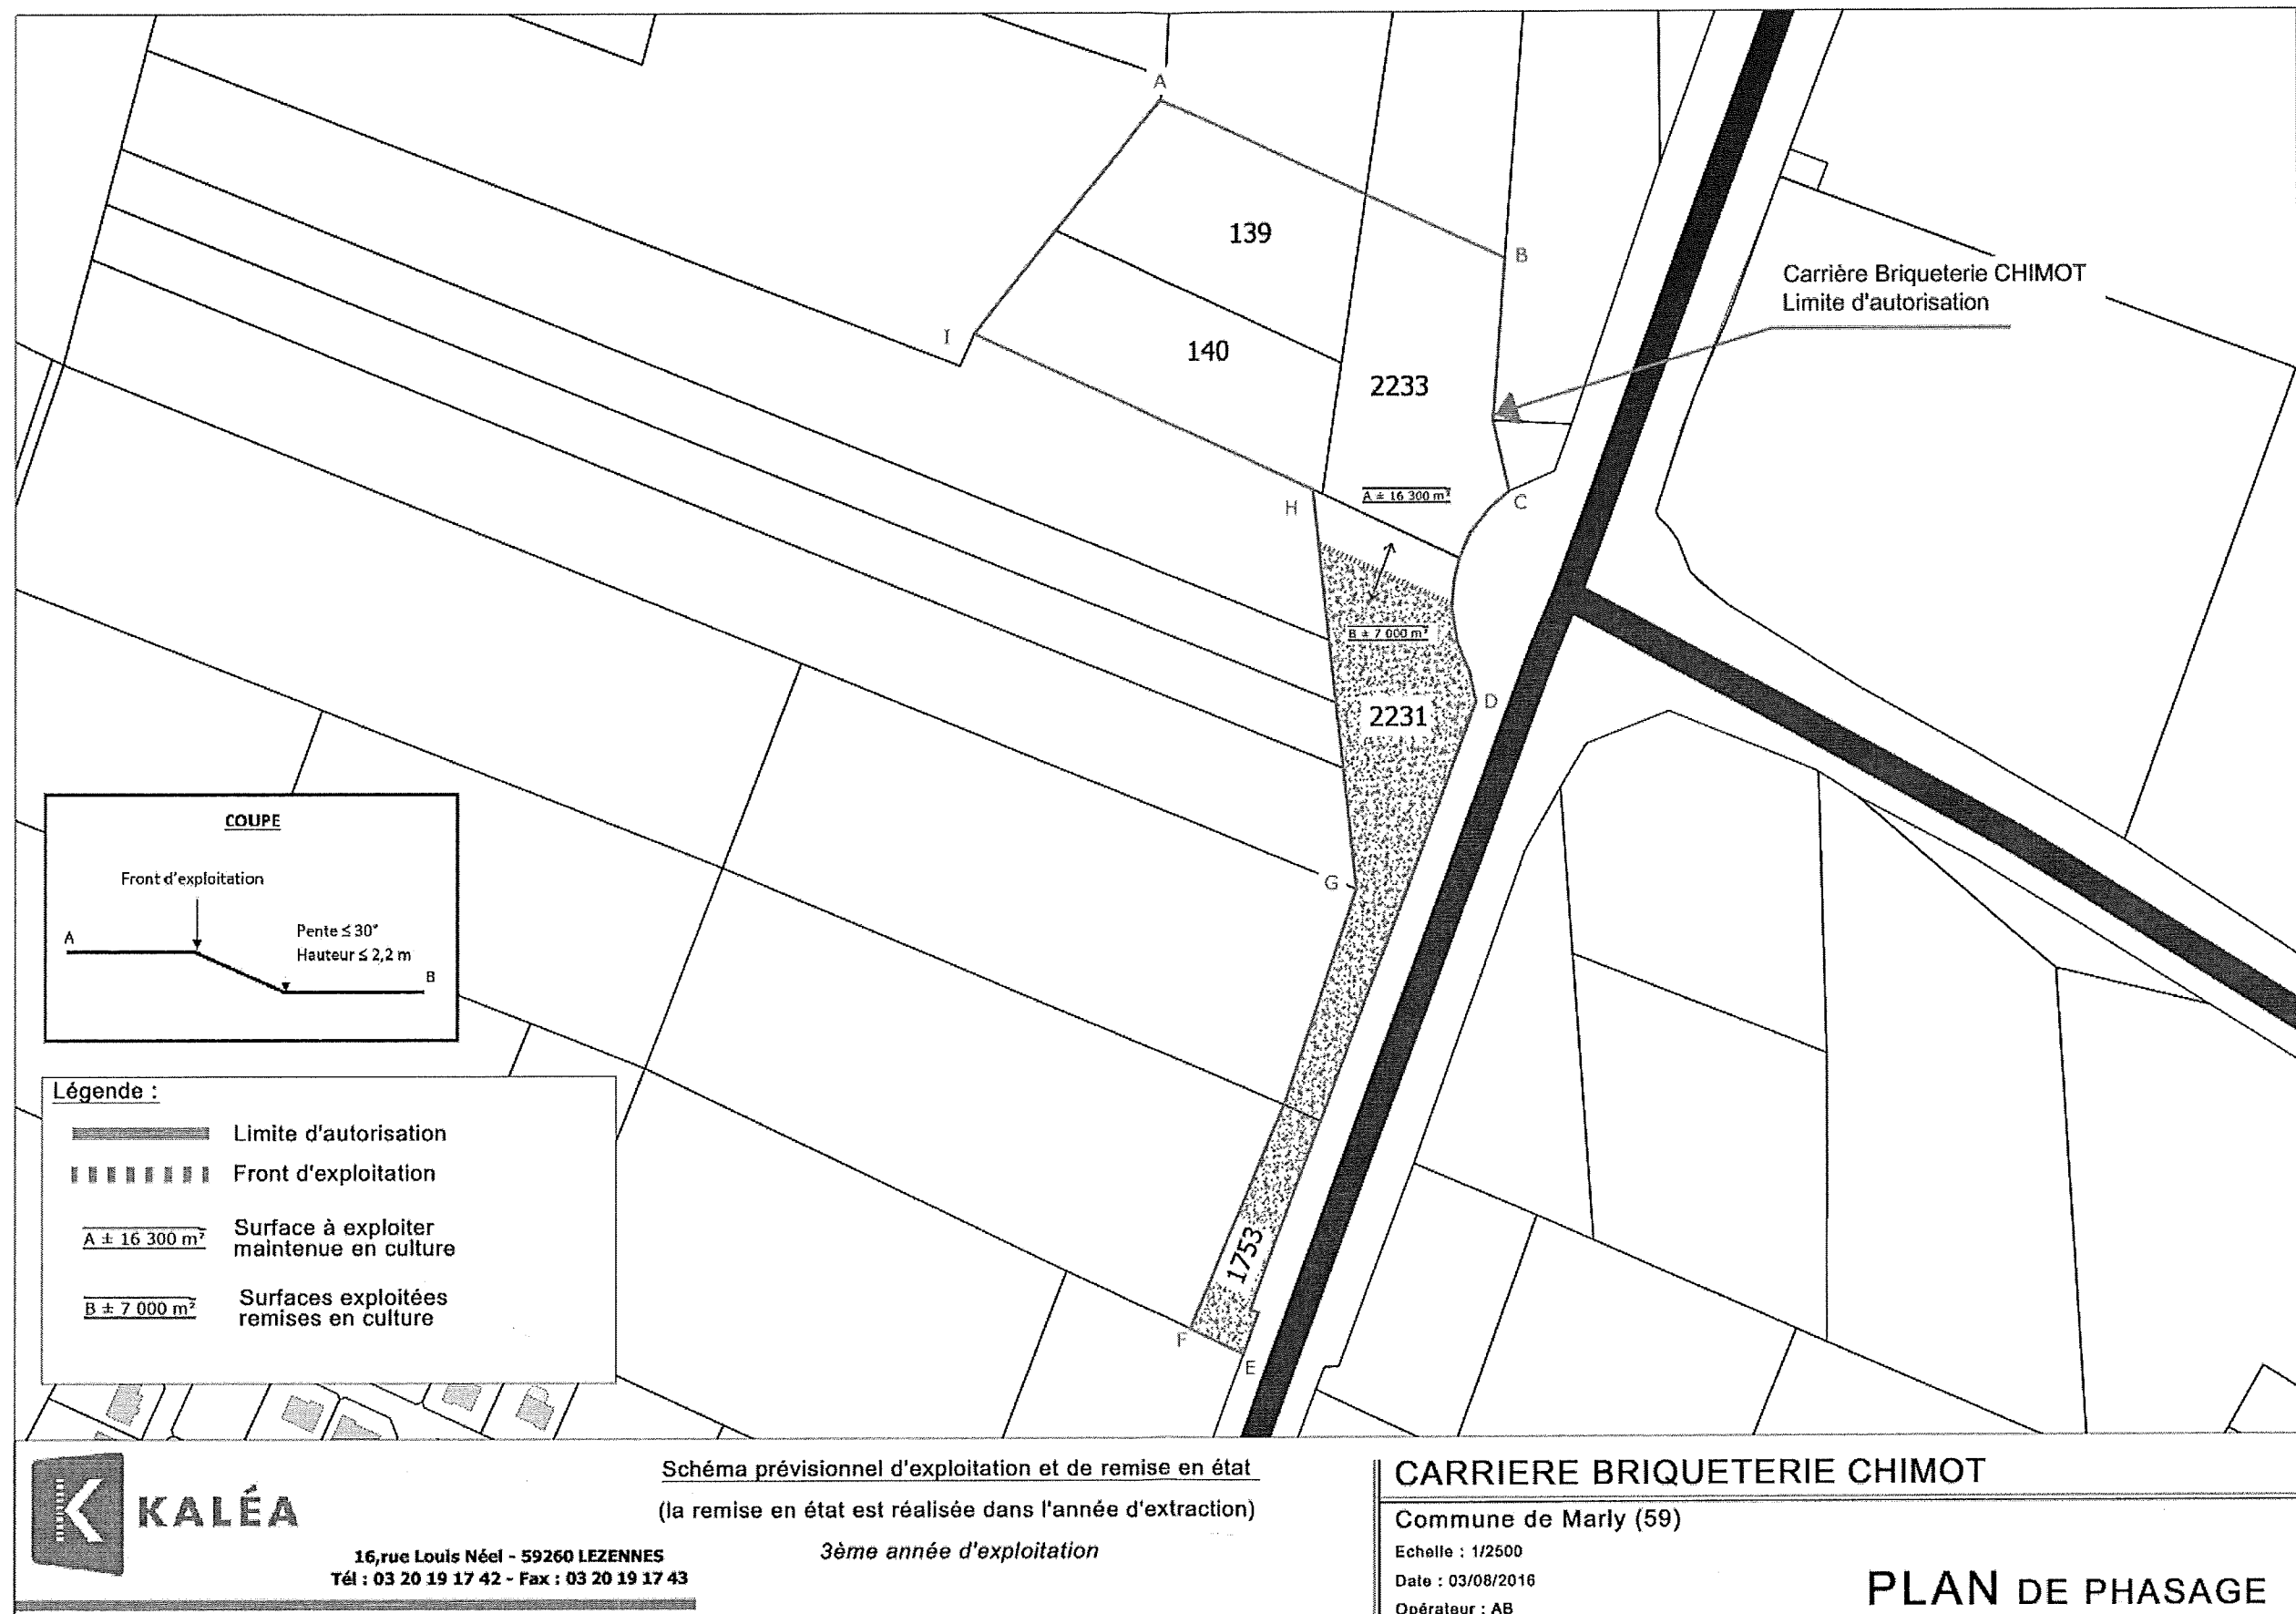 A
139
B
Carrière Briqueterie CHIMOT
Limite d'autorisation
I
140
2233
A ± 16 300 m²
H
C
B ± 7 000 m²
2231
D
G
COUPE
Front d'exploitation
A
Pente ≤ 30°
Hauteur ≤ 2,2 m
B
Légende :
Limite d'autorisation
Front d'exploitation
A ± 16 300 m²
Surface à exploiter
maintenue en culture
B ± 7 000 m²
Surfaces exploitées
remises en culture
1753
F
E
K KALÉA
16,rue Louis Néel - 59260 LEZENNES
Tél : 03 20 19 17 42 - Fax : 03 20 19 17 43
Schéma prévisionnel d'exploitation et de remise en état
(la remise en état est réalisée dans l'année d'extraction)
3ème année d'exploitation
CARRIERE BRIQUETERIE CHIMOT
Commune de Marly (59)
Echelle : 1/2500
Date : 03/08/2016
Opérateur : AB
PLAN DE PHASAGE